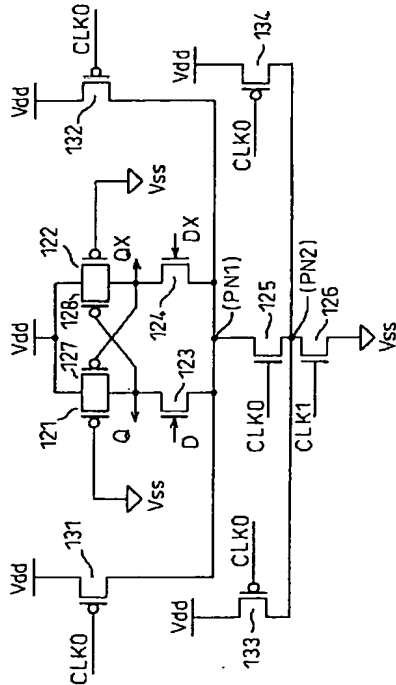 CLK0
Vdd
131
Vss
121
127
Vdd
128
122
Vss
132
Vdd
CLK0
Q
QX
D
123
124
DX
(PN1)
Vdd
133
CLK0
CLK0
125
CLK1
126
(PN2)
Vss
CLK0
Vdd
134